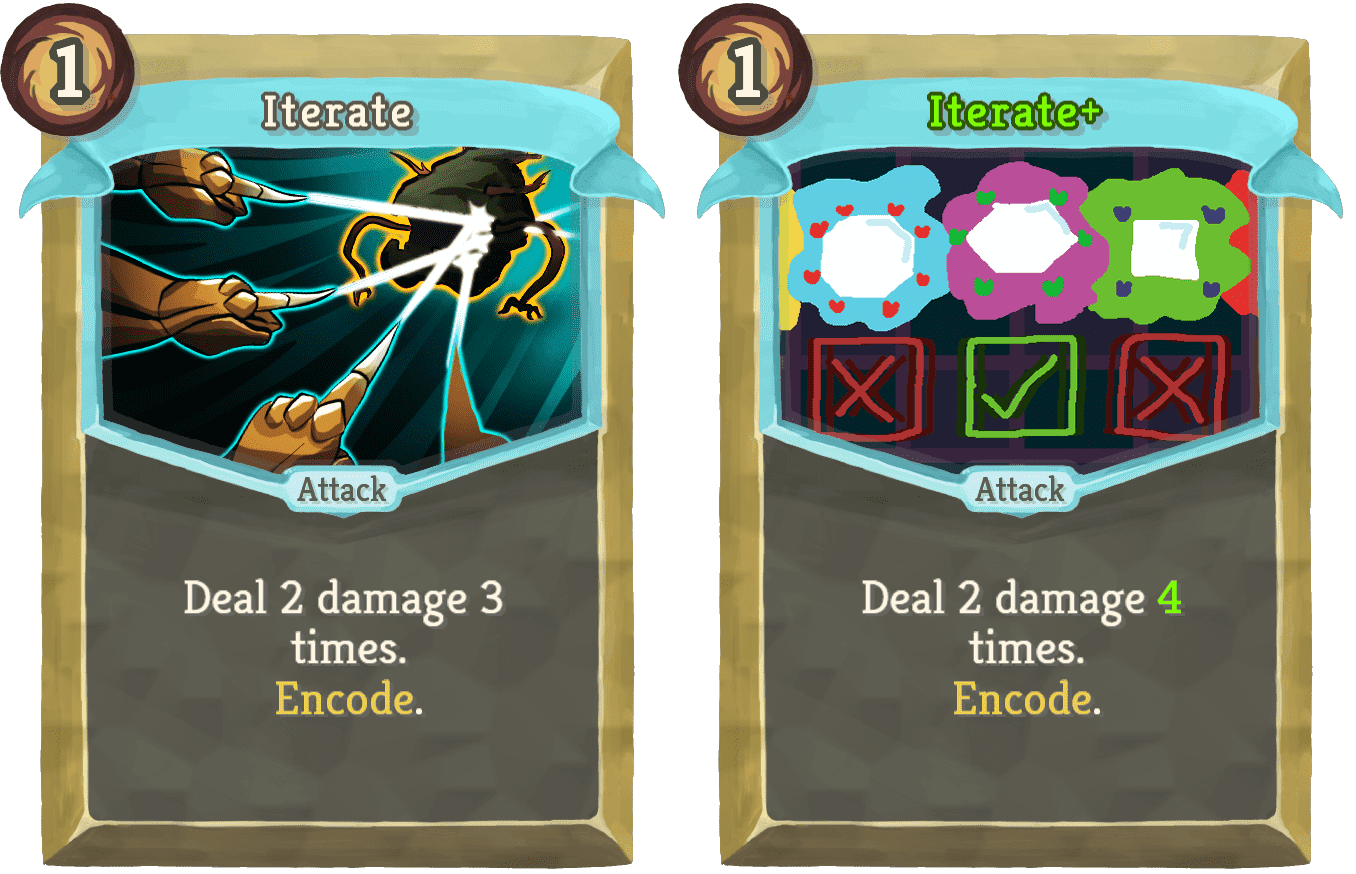 1
Iterate
Attack
Deal 2 damage 3
times.
Encode.
1
Iterate+
Attack
Deal 2 damage 4
times.
Encode.